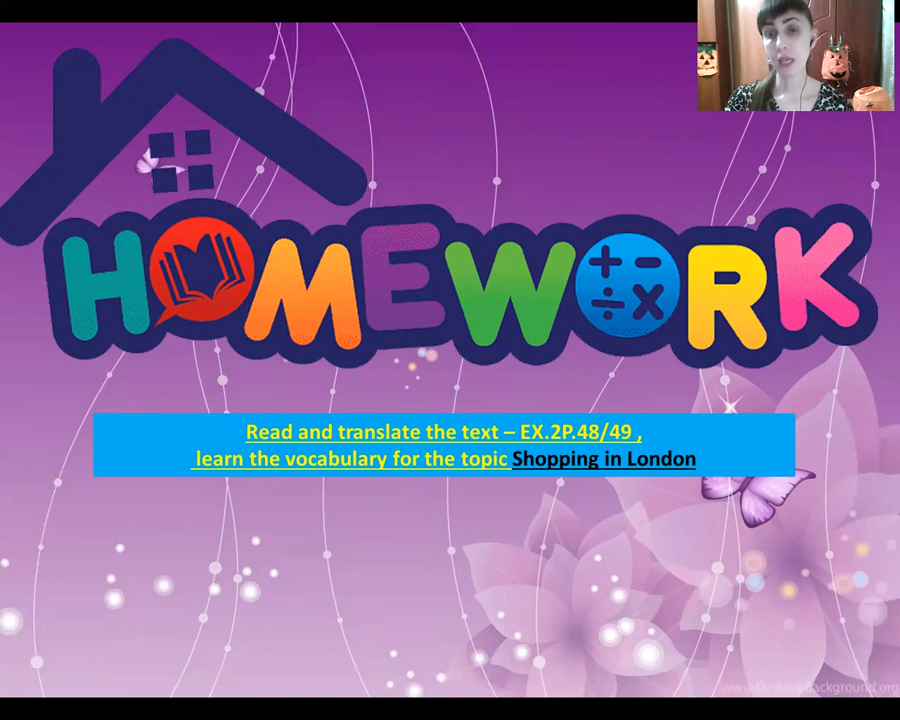 HOMEWORK
Read and translate the text – EX.2P.48/49 ,
learn the vocabulary for the topic Shopping in London